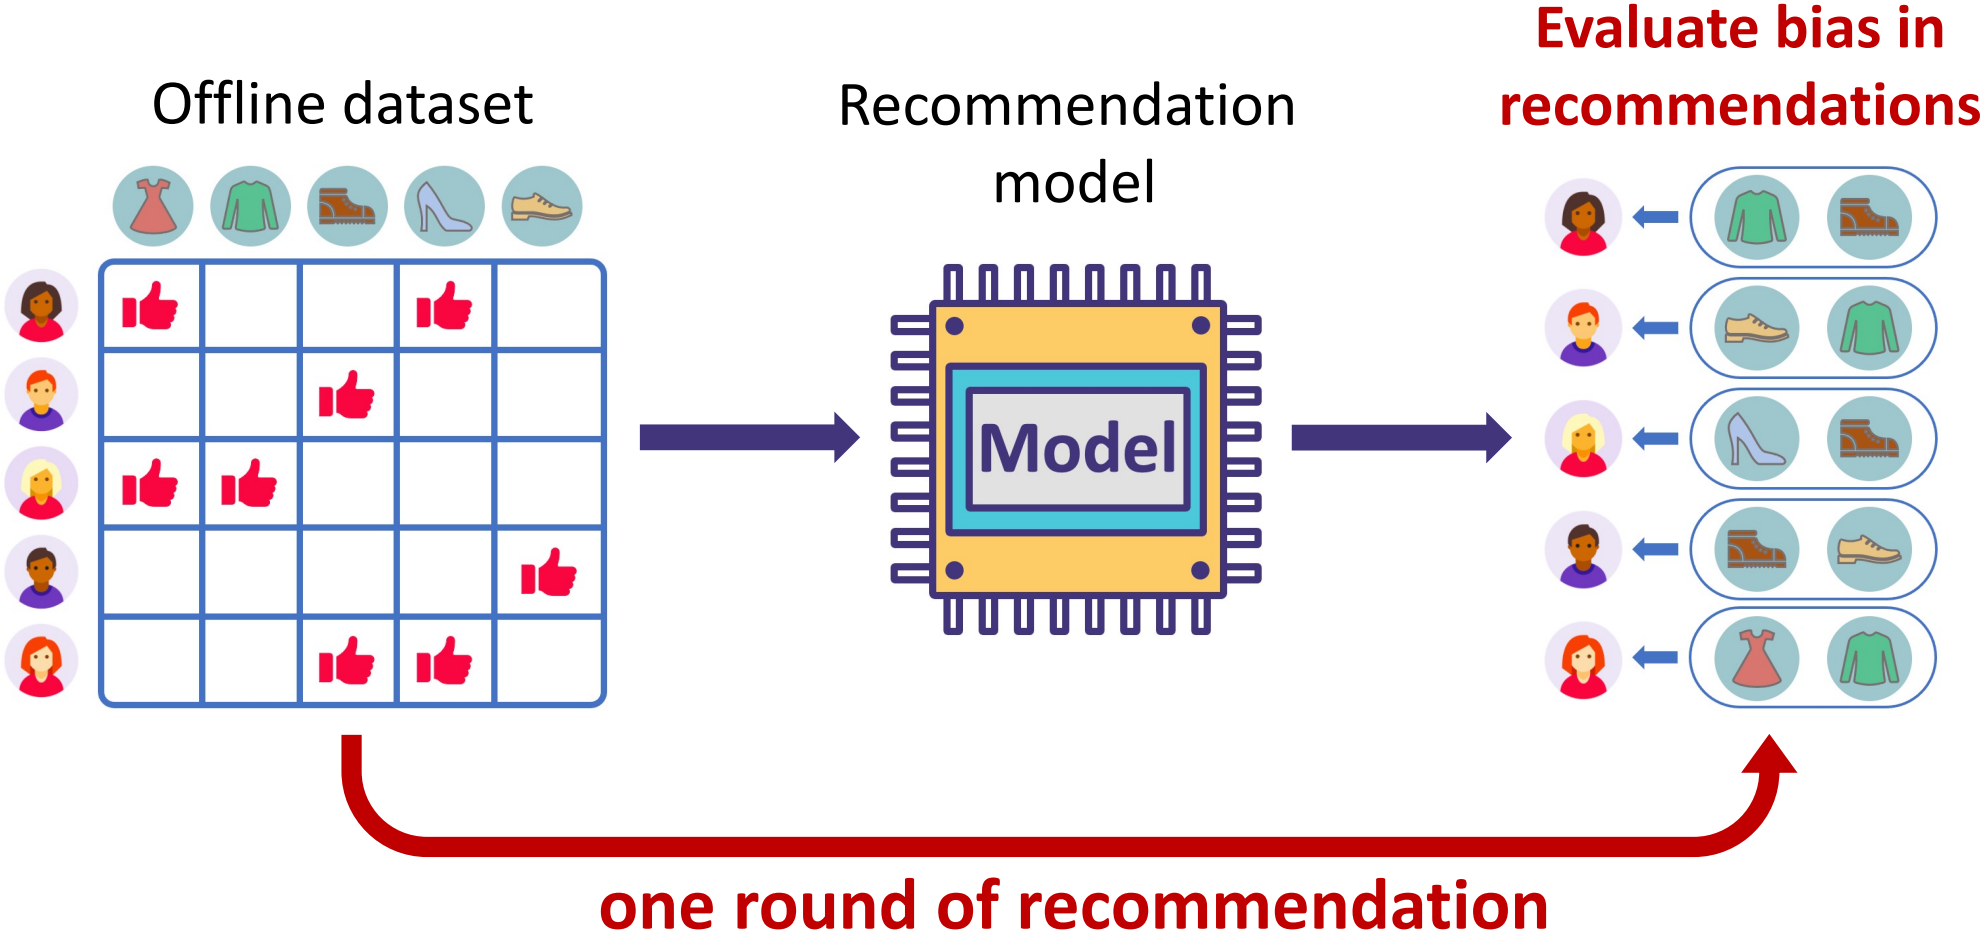 Offline dataset
Recommendation
model
Evaluate bias in
recommendations
Model
one round of recommendation